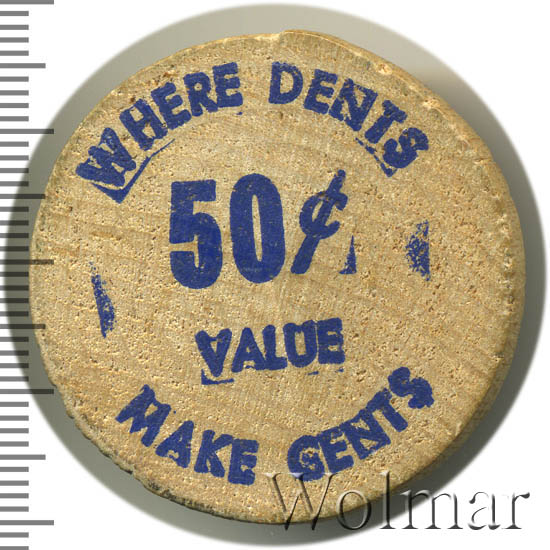 WHERE DENTS
50¢
VALUE
MAKE CENTS
Wolmar